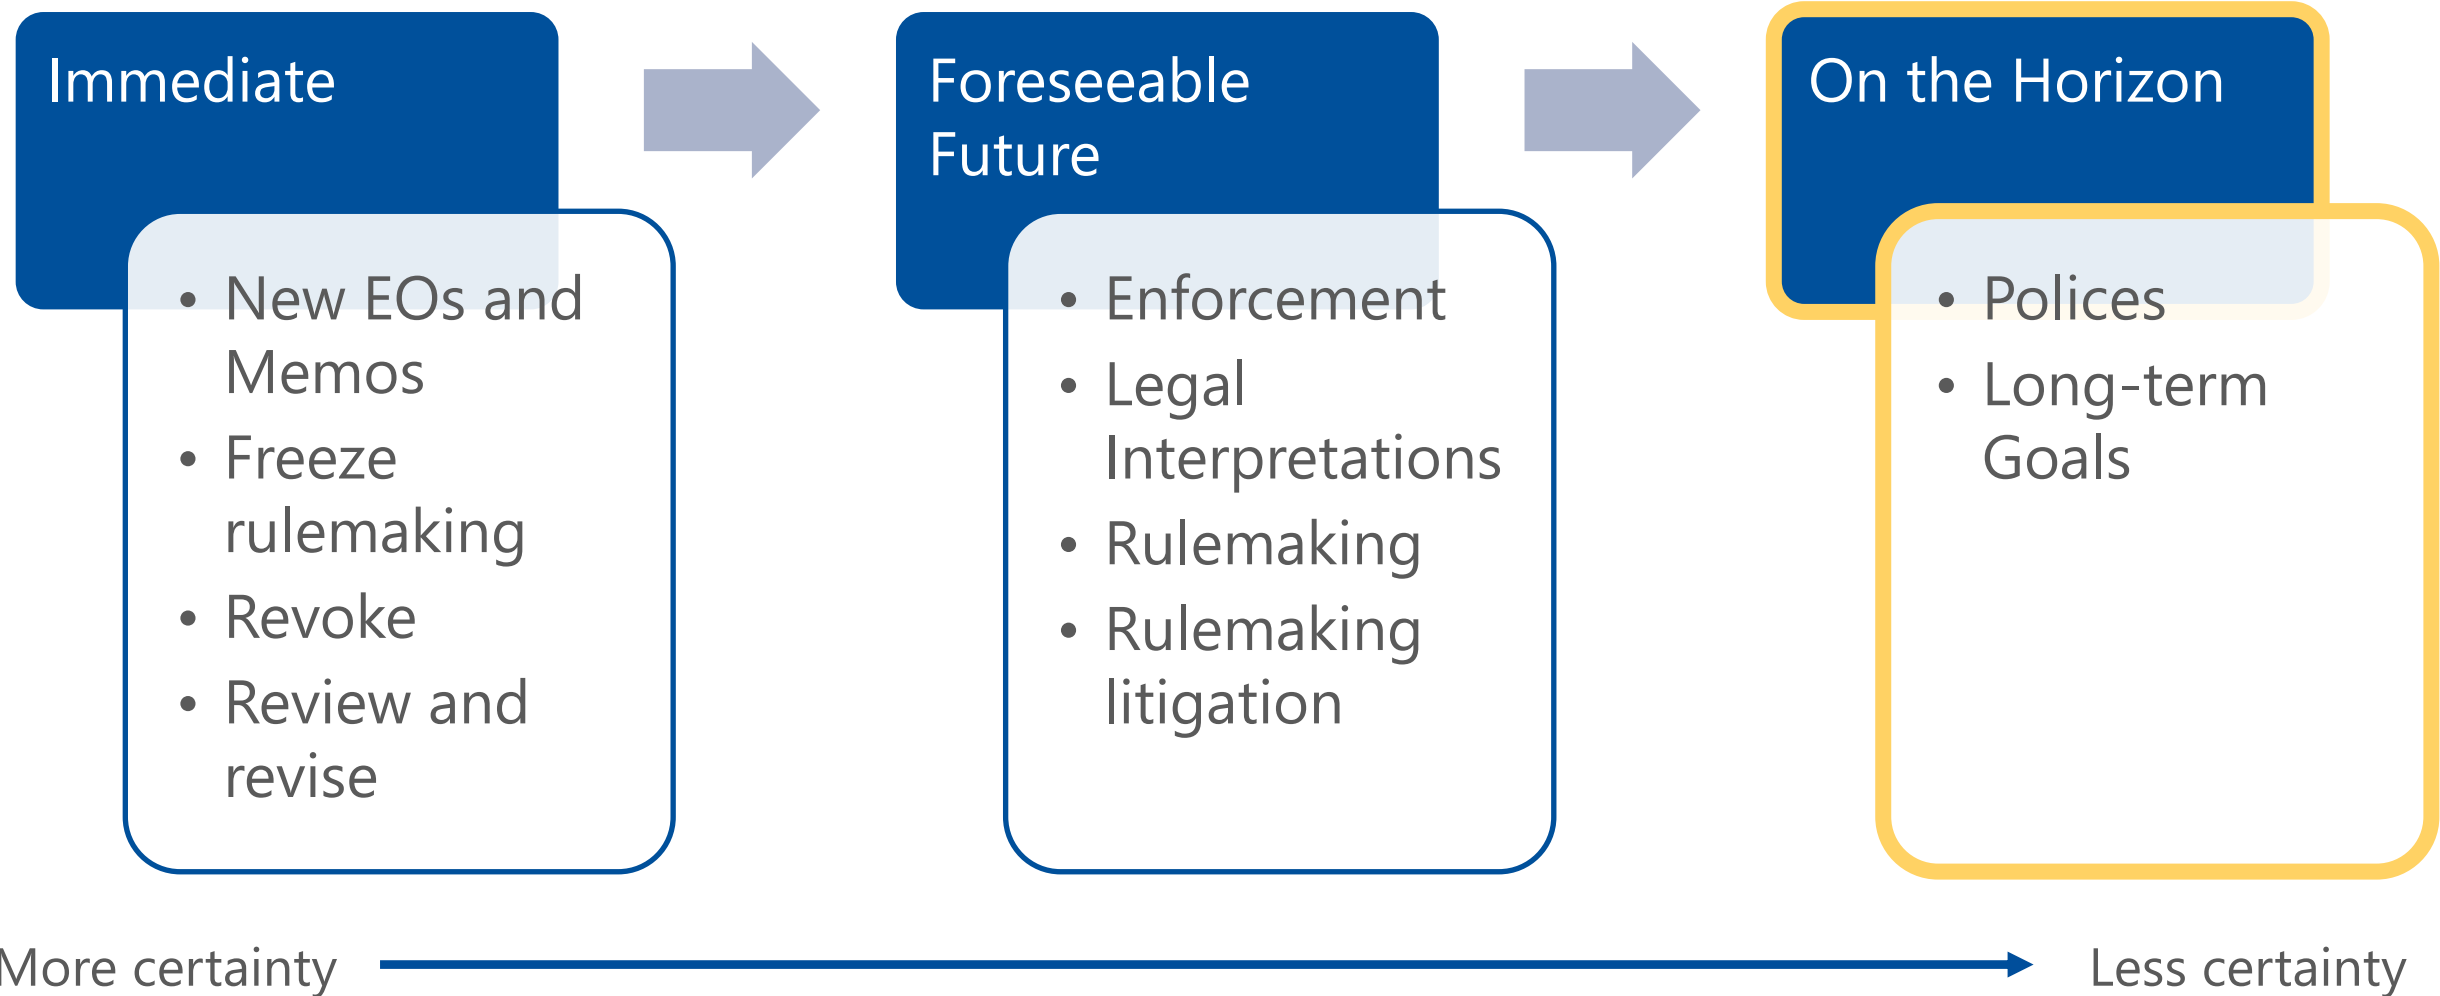 Immediate
• New EOs and
Memos
• Freeze
rulemaking
• Revoke
• Review and
revise
Foreseeable
Future
• Enforcement
• Legal
Interpretations
• Rulemaking
• Rulemaking
litigation
On the Horizon
• Polices
• Long-term
Goals
More certainty
Less certainty